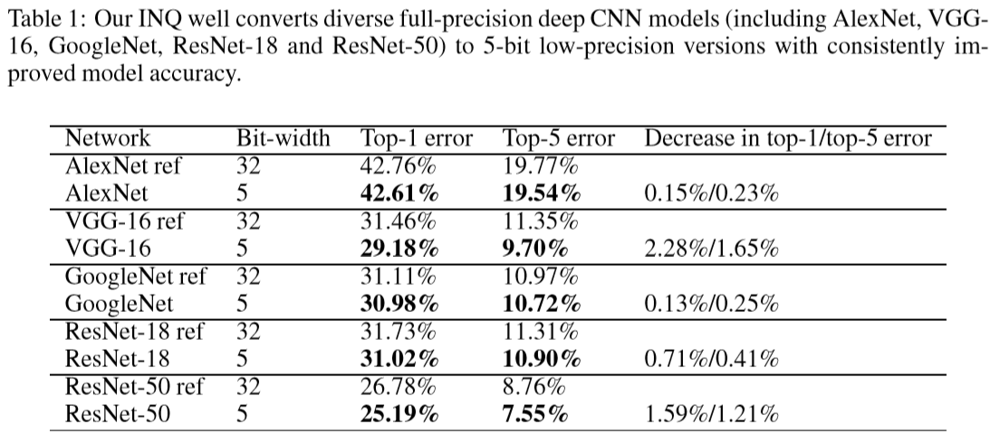 Table 1: Our INQ well converts diverse full-precision deep CNN models (including AlexNet, VGG-
16, GoogleNet, ResNet-18 and ResNet-50) to 5-bit low-precision versions with consistently im-
proved model accuracy.
Network Bit-width Top-1 error Top-5 error Decrease in top-1/top-5 error
AlexNet ref 32 42.76% 19.77%
AlexNet 5 42.61% 19.54% 0.15%/0.23%
VGG-16 ref 32 31.46% 11.35%
VGG-16 5 29.18% 9.70% 2.28%/1.65%
GoogleNet ref 32 31.11% 10.97%
GoogleNet 5 30.98% 10.72% 0.13%/0.25%
ResNet-18 ref 32 31.73% 11.31%
ResNet-18 5 31.02% 10.90% 0.71%/0.41%
ResNet-50 ref 32 26.78% 8.76%
ResNet-50 5 25.19% 7.55% 1.59%/1.21%